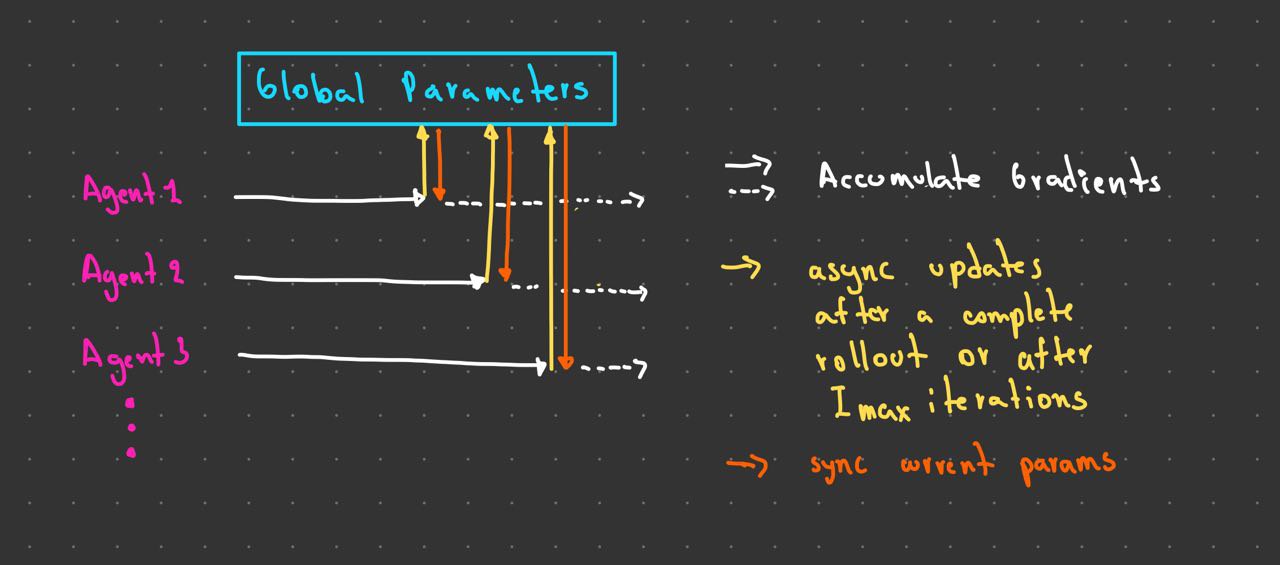 Global Parameters
Agent 1
Agent 2
Agent 3
Accumulate Gradients
async updates
after a complete
rollout or after
I max iterations
sync current params